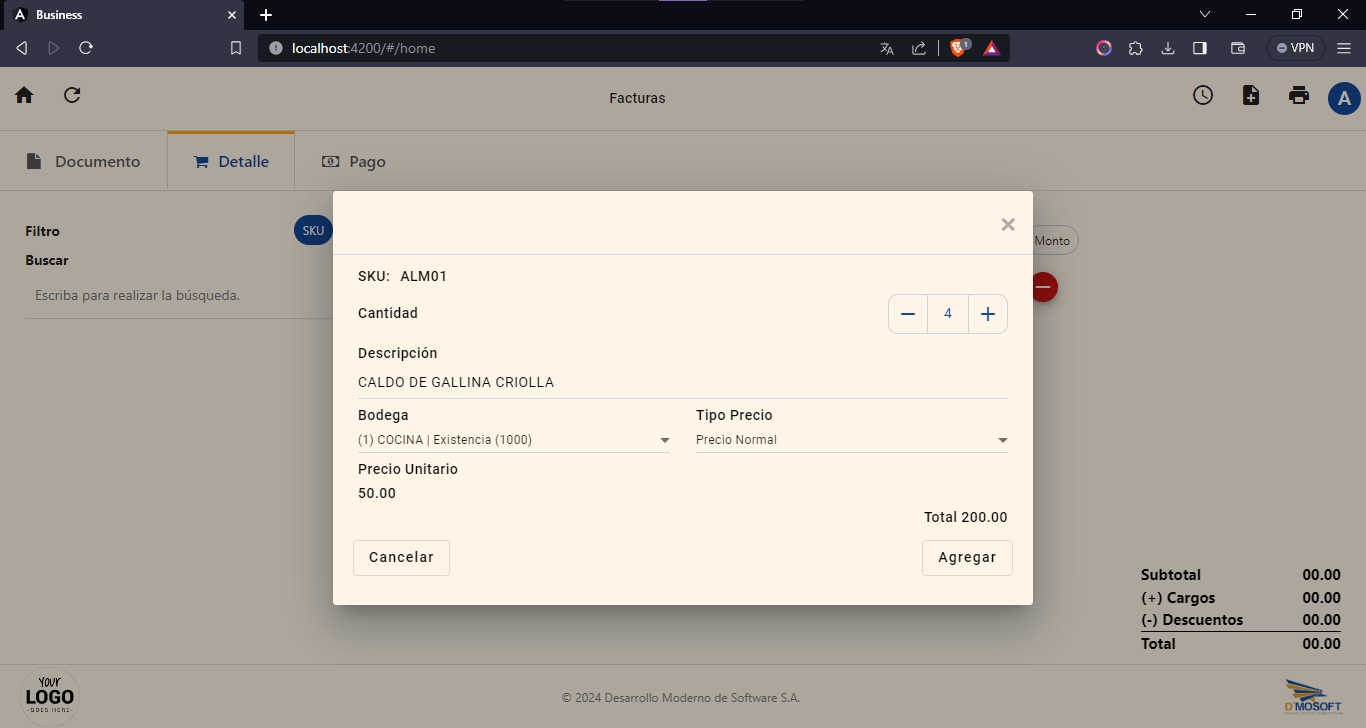 Business
localhost:4200/#/home
1
VPN
Facturas
A
Documento
Detalle
Pago
Filtro
SKU
Monto
Buscar
Escriba para realizar la búsqueda.
SKU: ALM01
Cantidad
4
Descripción
CALDO DE GALLINA CRIOLLA
Bodega
Tipo Precio
(1) COCINA | Existencia (1000)
Precio Normal
Precio Unitario
50.00
Total 200.00
Cancelar
Agregar
Subtotal 00.00
(+) Cargos 00.00
(-) Descuentos 00.00
Total 00.00
YOUR
LOGO
-GOES HERE-
© 2024 Desarrollo Moderno de Software S.A.
D'MOSOFT